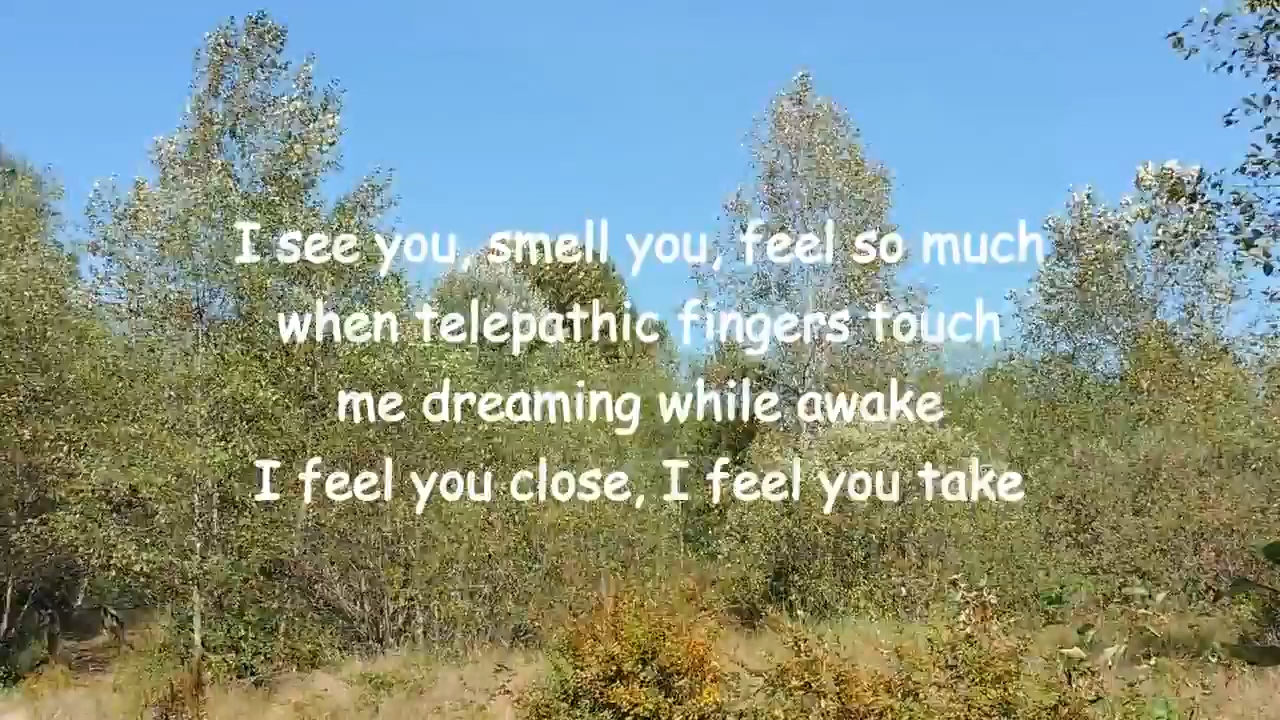 I see you, smell you, feel so much
when telepathic fingers touch
me dreaming while awake
I feel you close, I feel you take